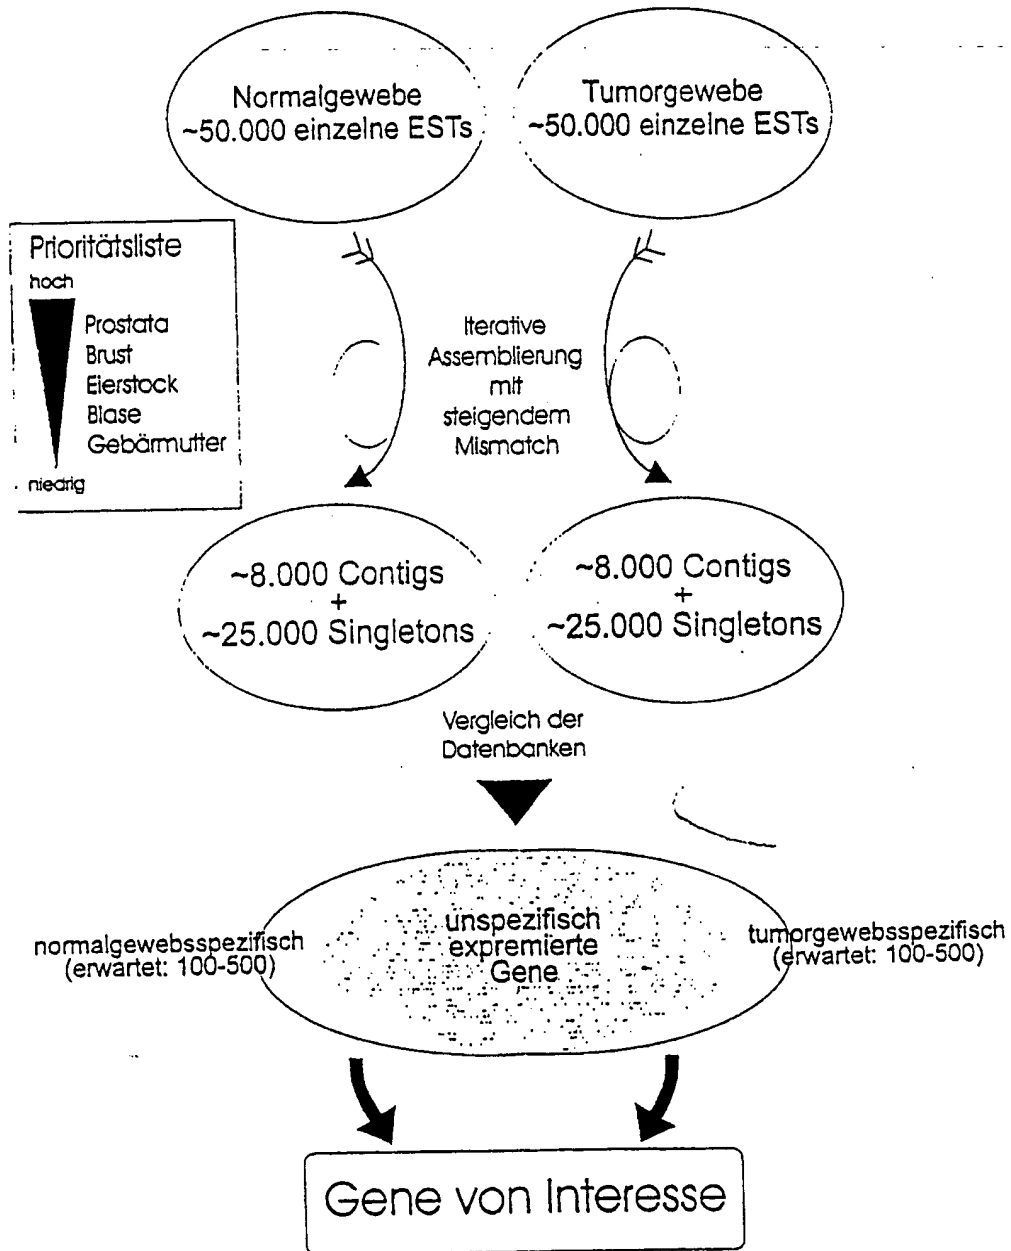 Normalgewebe
~50.000 einzelne ESTs
Tumorgewebe
~50.000 einzelne ESTs
Prioritätsliste
hoch
Prostata
Brust
Eierstock
Blase
Gebärmutter
niedrig
Iterative
Assemblierung
mit
steigendem
Mismatch
~8.000 Contigs
+
~25.000 Singletons
~8.000 Contigs
+
~25.000 Singletons
Vergleich der
Datenbanken
normalgewebsspezifisch
(erwartet: 100-500)
unspezifisch
expremierte
Gene
tumorgewebsspezifisch
(erwartet: 100-500)
Gene von Interesse